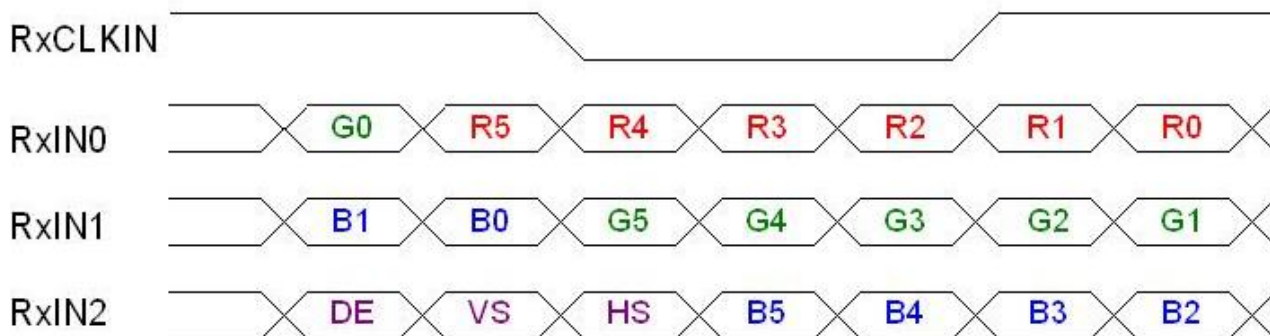 RxCLKIN
RxIN0 G0 R5 R4 R3 R2 R1 R0
RxIN1 B1 B0 G5 G4 G3 G2 G1
RxIN2 DE VS HS B5 B4 B3 B2